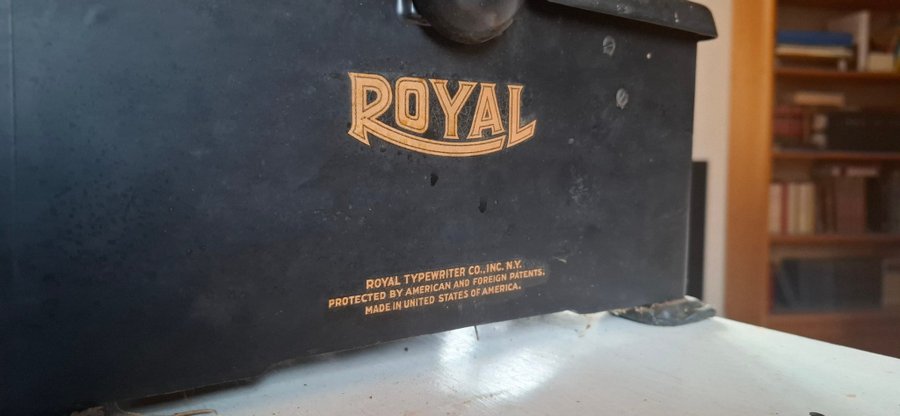 ROYAL
ROYAL TYPEWRITER CO., INC. N.Y.
PROTECTED BY AMERICAN AND FOREIGN PATENTS.
MADE IN UNITED STATES OF AMERICA.